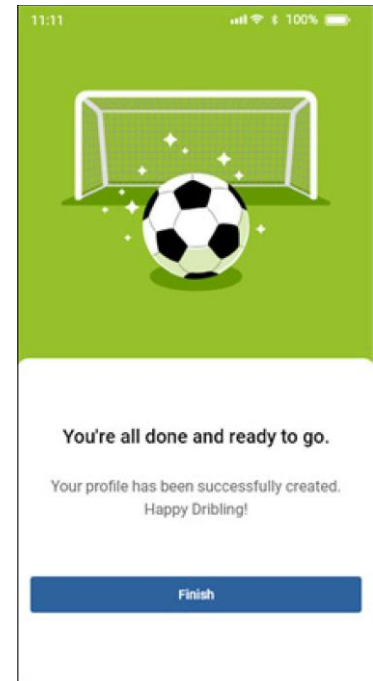 11:11 100%
You're all done and ready to go.
Your profile has been successfully created.
Happy Dribling!
Finish